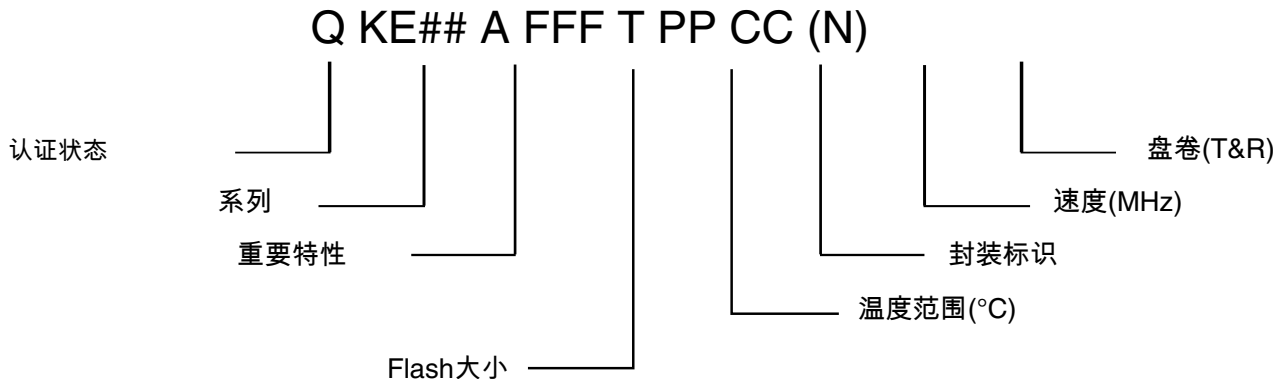 Q KE## A FFF T PP CC (N)
认证状态
盘卷(T&R)
系列
速度(MHz)
重要特性
封装标识
温度范围(°C)
Flash大小